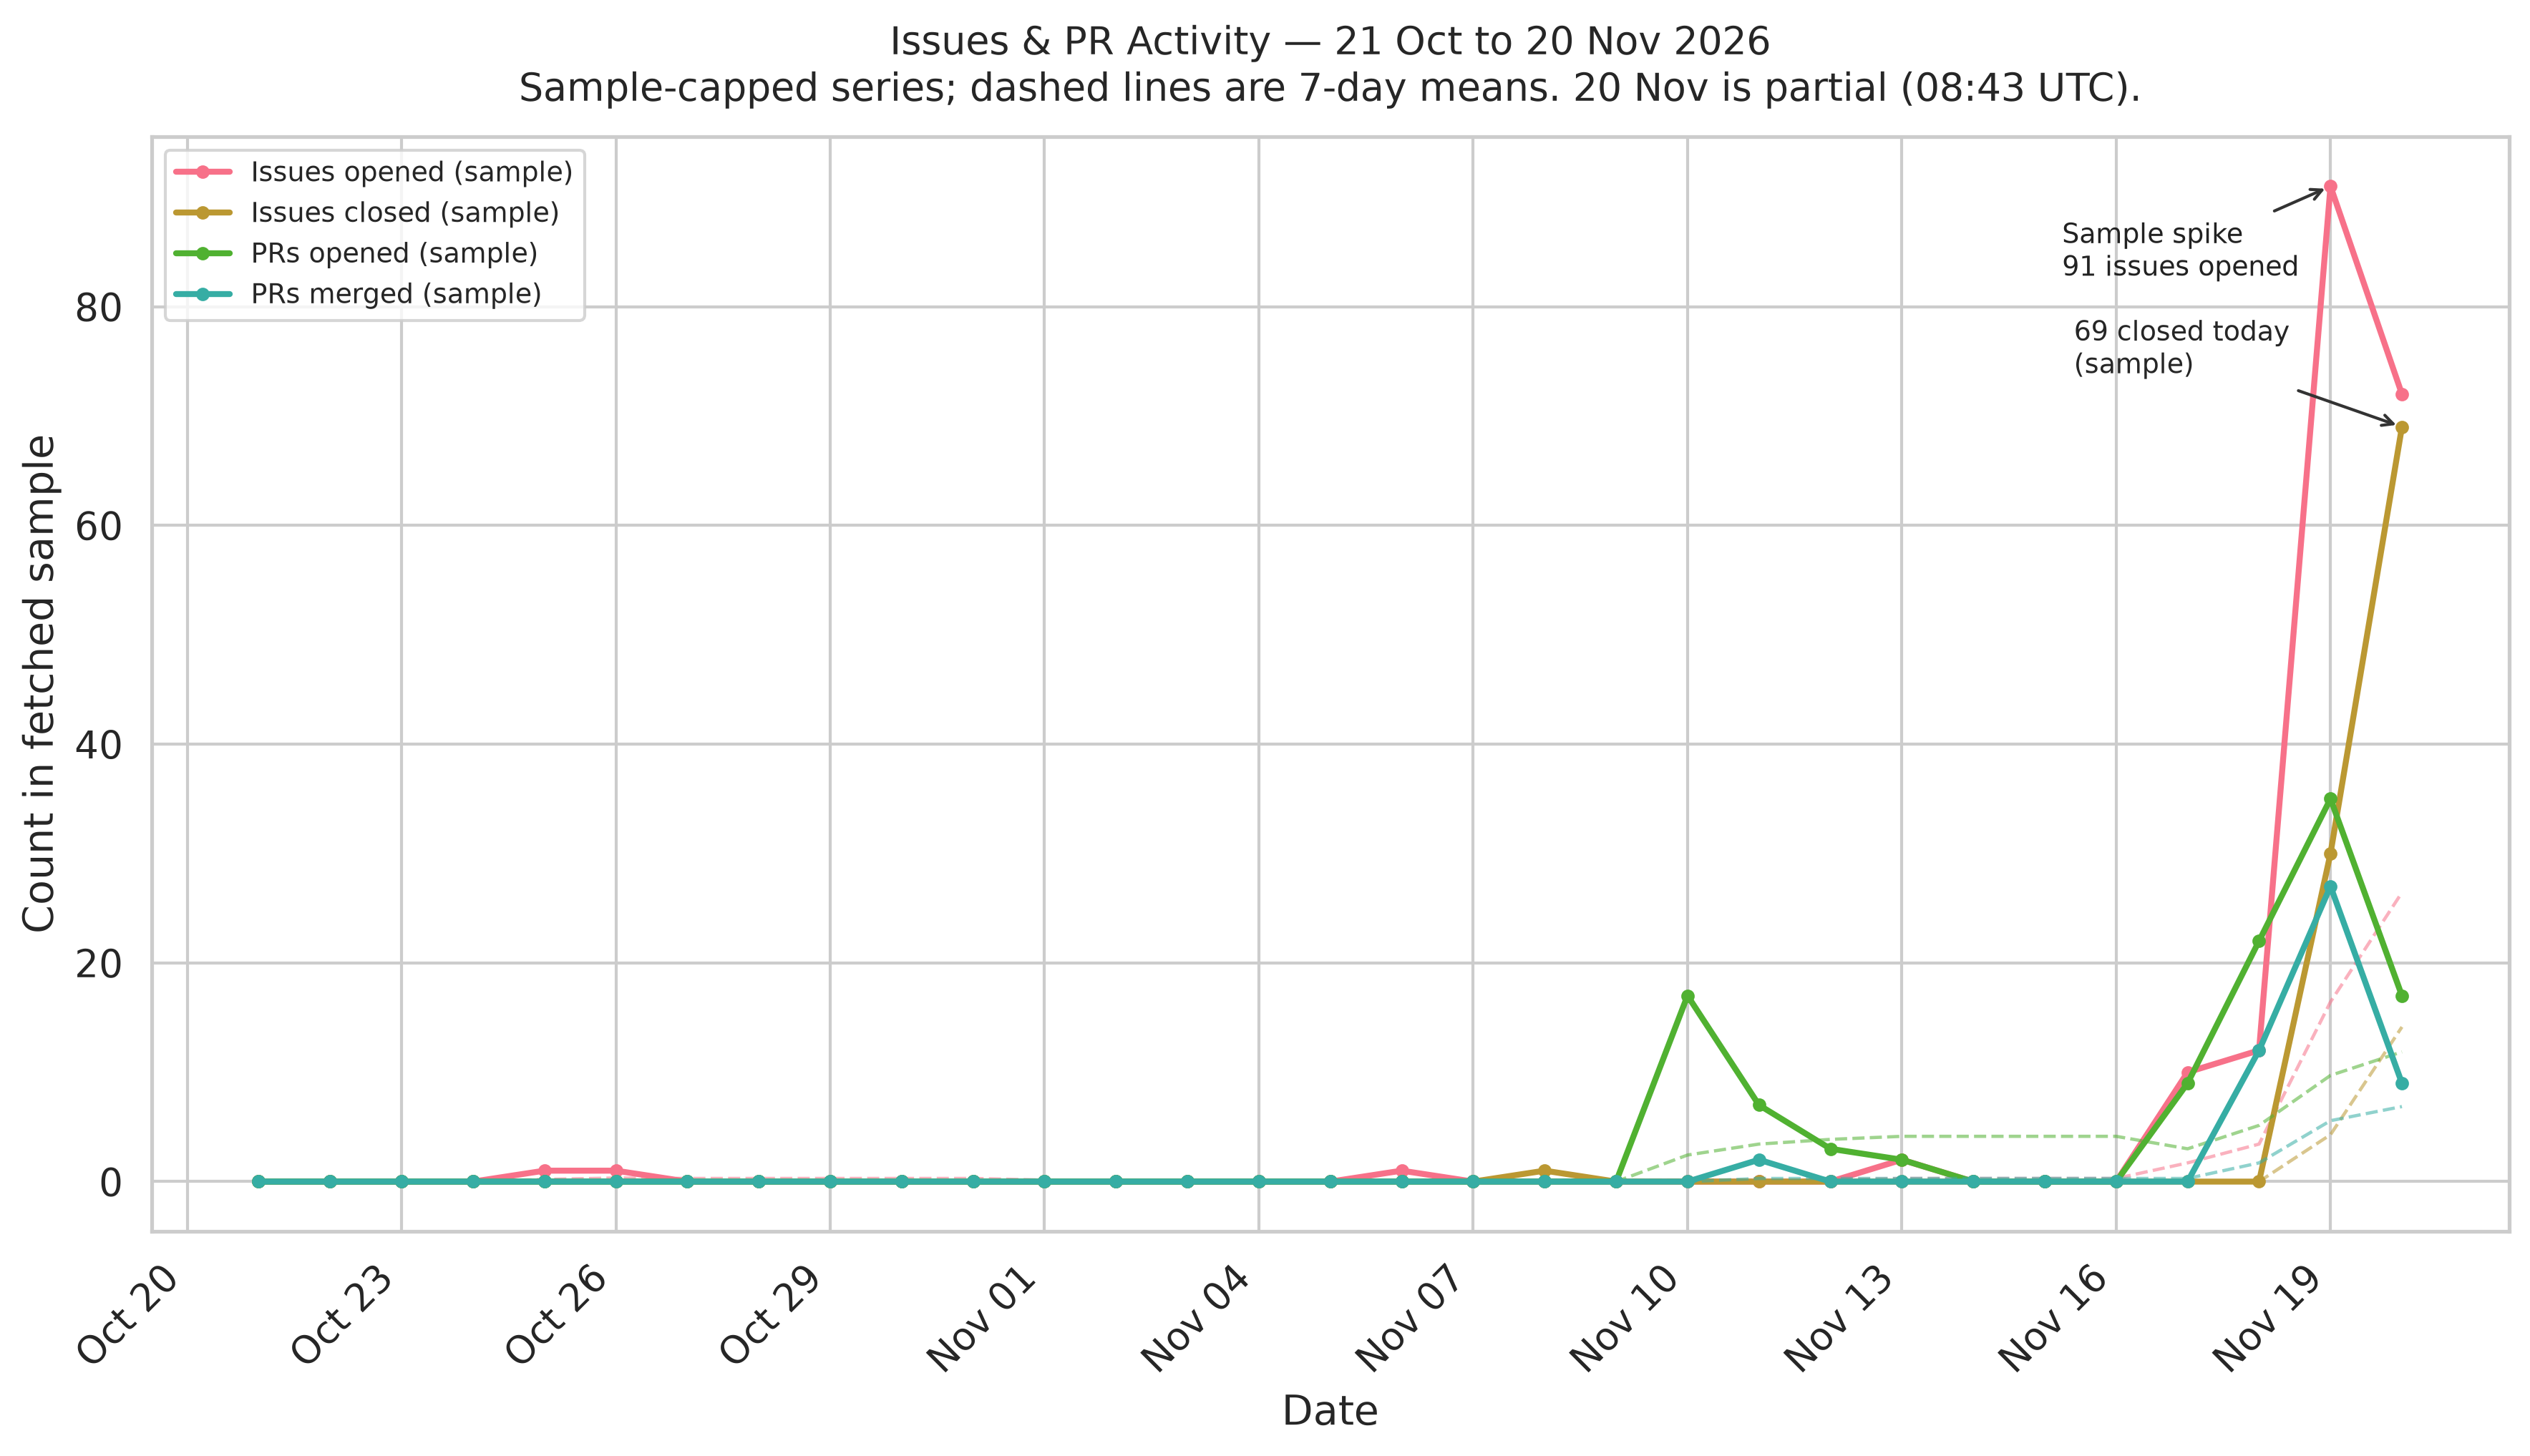 Issues & PR Activity — 21 Oct to 20 Nov 2026
Sample-capped series; dashed lines are 7-day means. 20 Nov is partial (08:43 UTC).
Issues opened (sample)
Issues closed (sample)
PRs opened (sample)
PRs merged (sample)
Sample spike
91 issues opened
69 closed today
(sample)
Count in fetched sample
80
60
40
20
0
Oct 20
Oct 23
Oct 26
Oct 29
Nov 01
Nov 04
Nov 07
Nov 10
Nov 13
Nov 16
Nov 19
Date